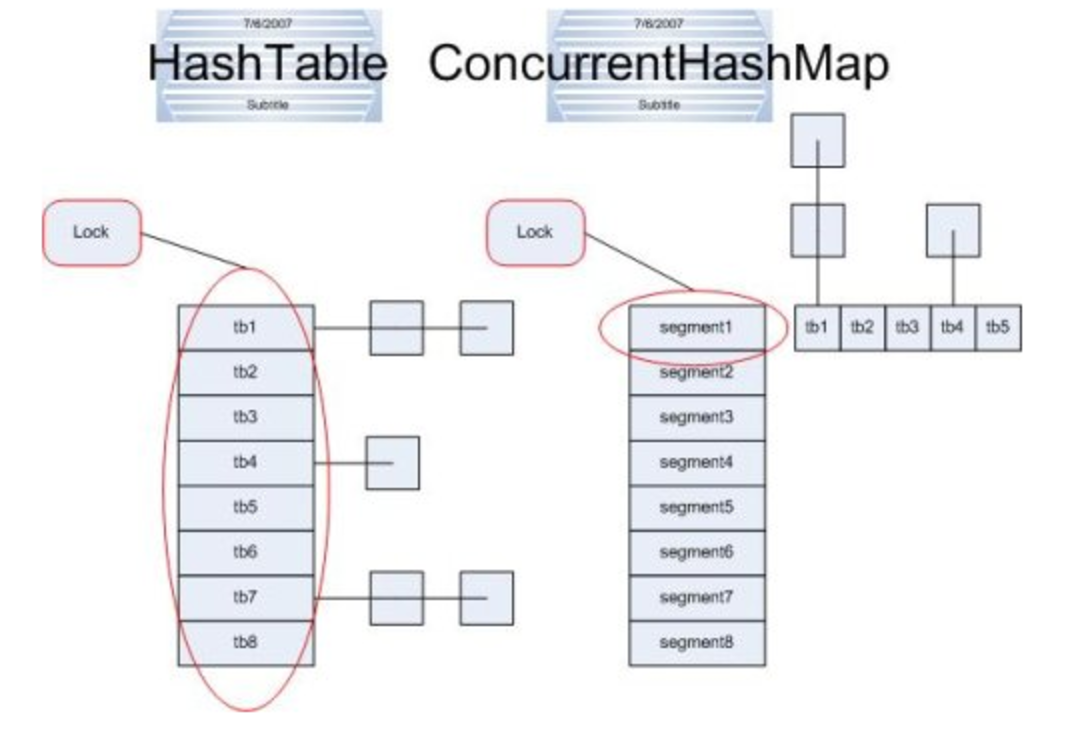 7/6/2007
HashTable
Subtitle
7/6/2007
ConcurrentHashMap
Subtitle
Lock
tb1
tb2
tb3
tb4
tb5
tb6
tb7
tb8
Lock
segment1
segment2
segment3
segment4
segment5
segment6
segment7
segment8
tb1 tb2 tb3 tb4 tb5